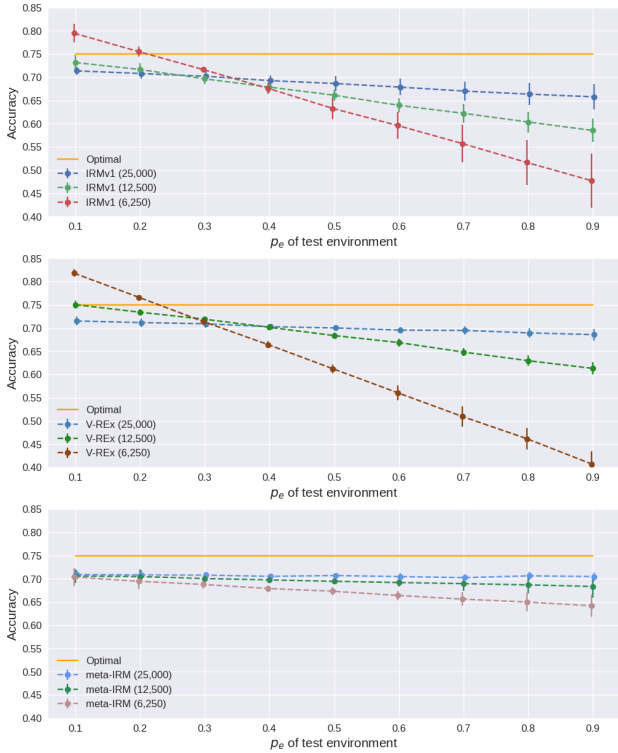 0.85
0.80
0.75
0.70
0.65
0.60
0.55
0.50
0.45
0.40
Accuracy
Optimal
IRMv1 (25,000)
IRMv1 (12,500)
IRMv1 (6,250)
0.1 0.2 0.3 0.4 0.5 0.6 0.7 0.8 0.9
pe of test environment
0.85
0.80
0.75
0.70
0.65
0.60
0.55
0.50
0.45
0.40
Accuracy
Optimal
V-REx (25,000)
V-REx (12,500)
V-REx (6,250)
0.1 0.2 0.3 0.4 0.5 0.6 0.7 0.8 0.9
pe of test environment
0.85
0.80
0.75
0.70
0.65
0.60
0.55
0.50
0.45
0.40
Accuracy
Optimal
meta-IRM (25,000)
meta-IRM (12,500)
meta-IRM (6,250)
0.1 0.2 0.3 0.4 0.5 0.6 0.7 0.8 0.9
pe of test environment